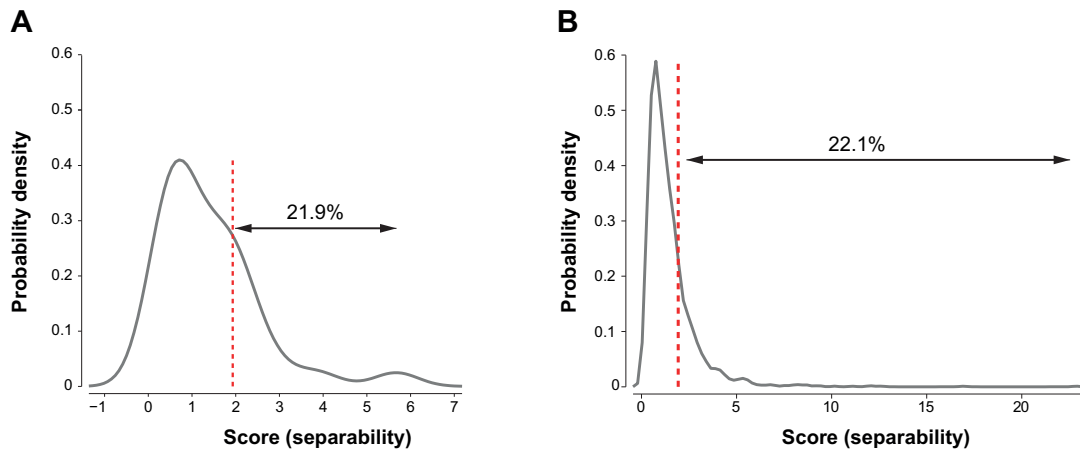 A
0.6
0.5
0.4
0.3
0.2
0.1
0
Probability density
21.9%
−1 0 1 2 3 4 5 6 7
Score (separability)
B
0.6
0.5
0.4
0.3
0.2
0.1
0
Probability density
22.1%
0 5 10 15 20
Score (separability)